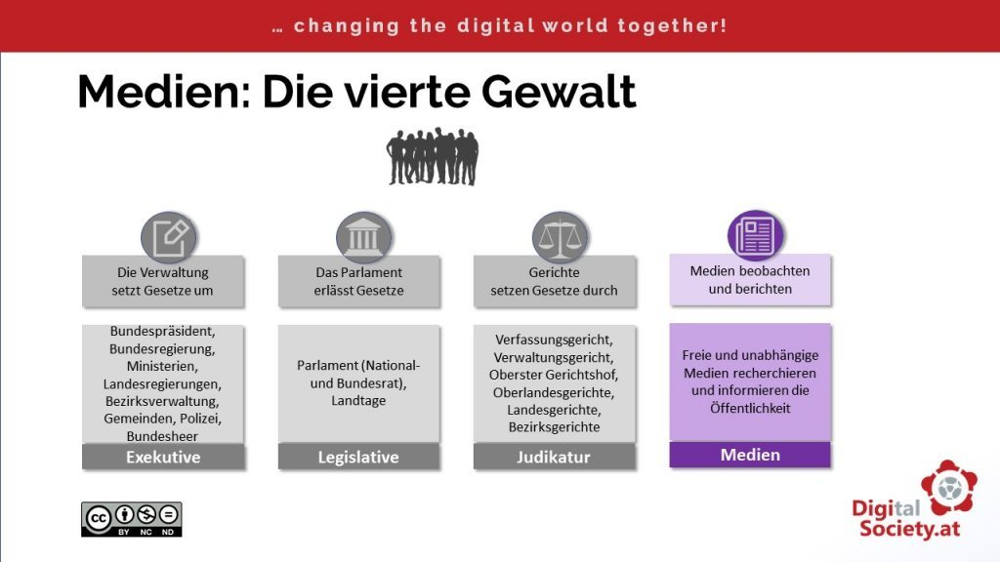 … changing the digital world together!
Medien: Die vierte Gewalt
Die Verwaltung
setzt Gesetze um
Bundespräsident,
Bundesregierung,
Ministerien,
Landesregierungen,
Bezirksverwaltung,
Gemeinden, Polizei,
Bundesheer
Exekutive
Das Parlament
erlässt Gesetze
Parlament (National-
und Bundesrat),
Landtage
Legislative
Gerichte
setzen Gesetze durch
Verfassungsgericht,
Verwaltungsgericht,
Oberster Gerichtshof,
Oberlandesgerichte,
Landesgerichte,
Bezirksgerichte
Judikatur
Medien beobachten
und berichten
Freie und unabhängige
Medien recherchieren
und informieren die
Öffentlichkeit
Medien
cc
BY NC ND
Digital
Society.at